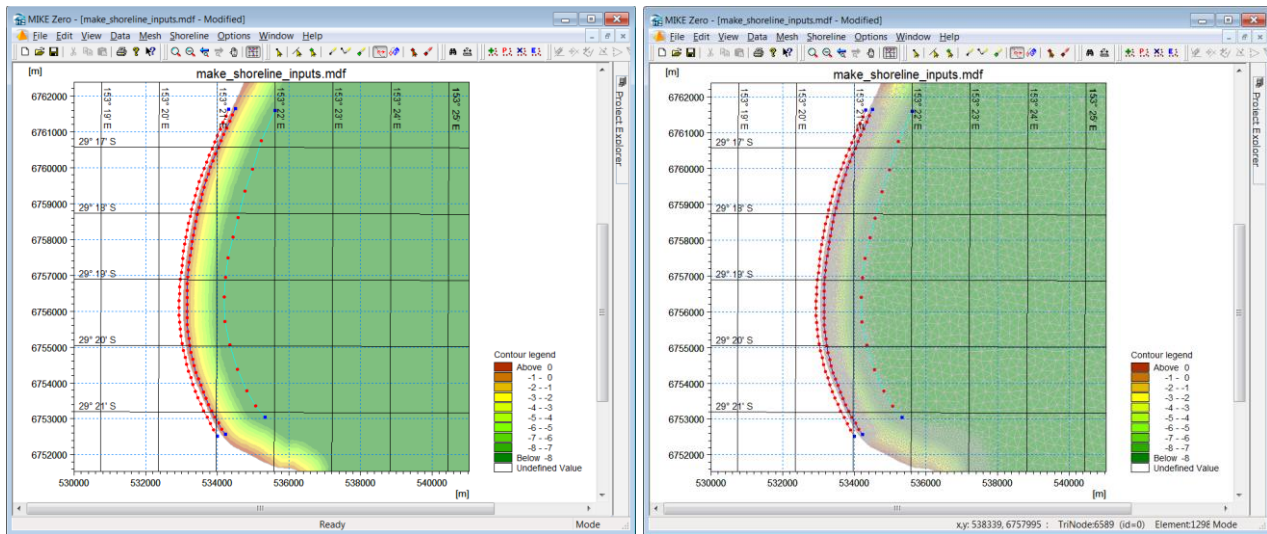 MIKE Zero - [make_shoreline_inputs.mdf - Modified]
File Edit View Data Mesh Shoreline Options Window Help
[m]
make_shoreline_inputs.mdf
6762000
6761000
6760000
6759000
6758000
6757000
6756000
6755000
6754000
6753000
6752000
153° 19' E
153° 20' E
153° 21' E
153° 22' E
153° 23' E
153° 24' E
153° 25' E
29° 17' S
29° 18' S
29° 19' S
29° 20' S
29° 21' S
Contour legend
Above 0
-1 - 0
-2 - -1
-3 - -2
-4 - -3
-5 - -4
-6 - -5
-7 - -6
-8 - -7
Below -8
Undefined Value
530000 532000 534000 536000 538000 540000
[m]
Project Explorer
Ready Mode
MIKE Zero - [make_shoreline_inputs.mdf - Modified]
File Edit View Data Mesh Shoreline Options Window Help
[m]
make_shoreline_inputs.mdf
6762000
6761000
6760000
6759000
6758000
6757000
6756000
6755000
6754000
6753000
6752000
153° 19' E
153° 20' E
153° 21' E
153° 22' E
153° 23' E
153° 24' E
153° 25' E
29° 17' S
29° 18' S
29° 19' S
29° 20' S
29° 21' S
Contour legend
Above 0
-1 - 0
-2 - -1
-3 - -2
-4 - -3
-5 - -4
-6 - -5
-7 - -6
-8 - -7
Below -8
Undefined Value
530000 532000 534000 536000 538000 540000
[m]
Project Explorer
x,y: 538339, 6757995 : TriNode:6589 (id=0) Element:1298 Mode